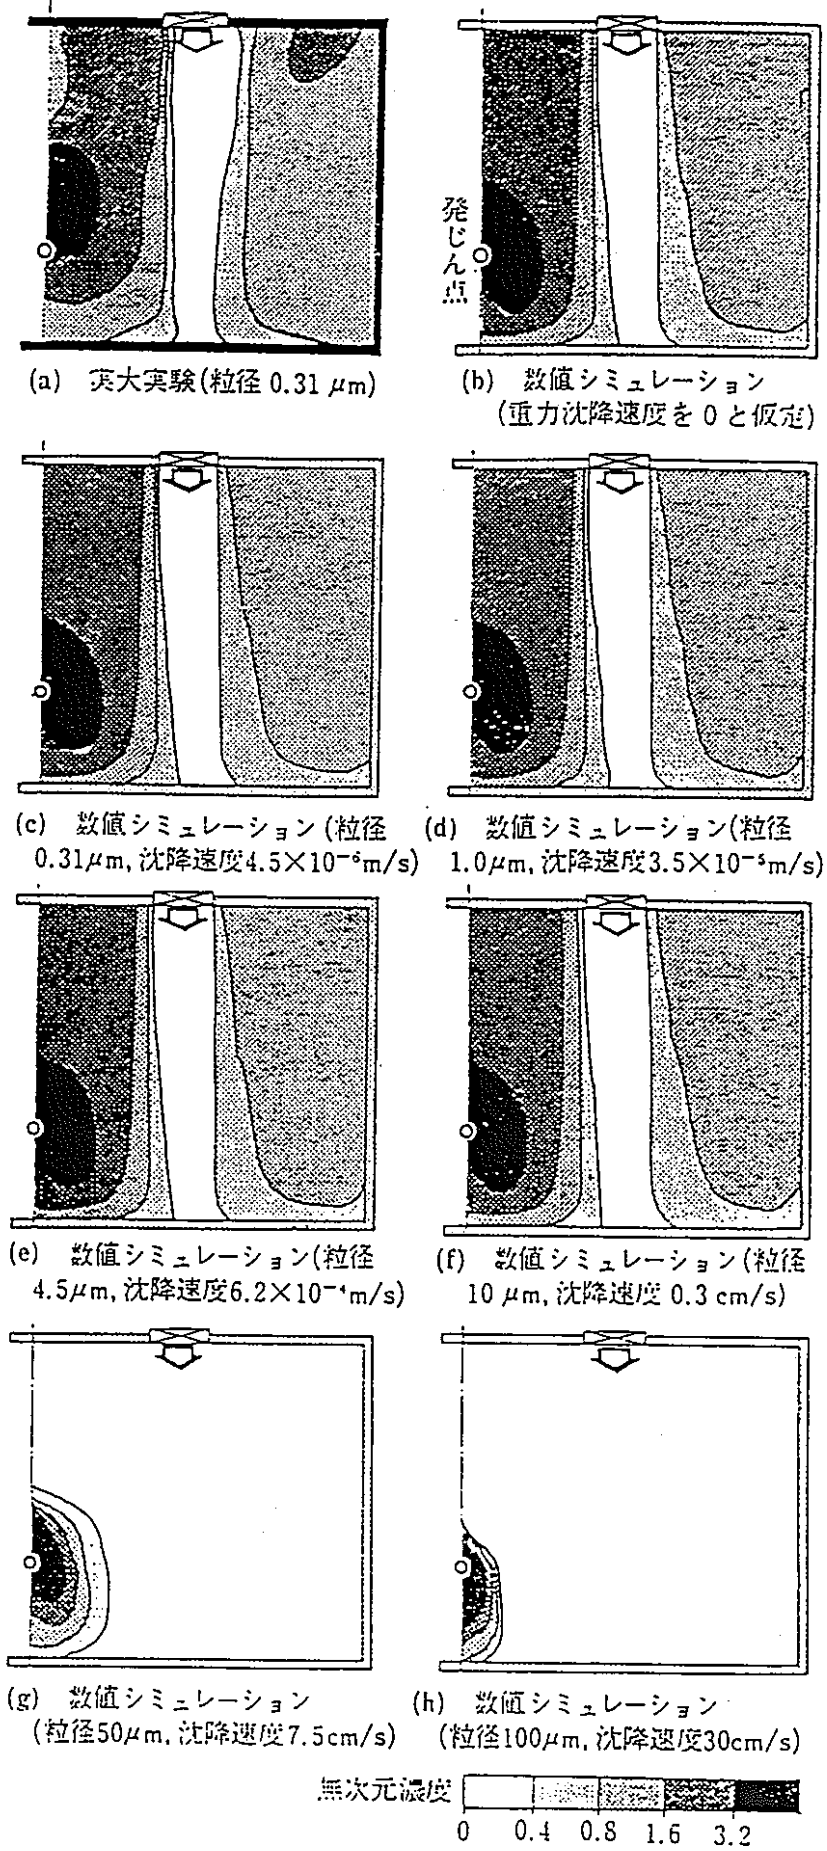 発じん点
(a) 実大実験(粒径 0.31 μm)
(b) 数値シミュレーション
(重力沈降速度を 0 と仮定)
(c) 数値シミュレーション(粒径
0.31μm, 沈降速度4.5×10⁻⁶m/s)
(d) 数値シミュレーション(粒径
1.0μm, 沈降速度3.5×10⁻⁵m/s)
(e) 数値シミュレーション(粒径
4.5μm, 沈降速度6.2×10⁻⁴m/s)
(f) 数値シミュレーション(粒径
10 μm, 沈降速度 0.3 cm/s)
(g) 数値シミュレーション
(粒径50μm, 沈降速度7.5cm/s)
(h) 数値シミュレーション
(粒径100μm, 沈降速度30cm/s)
無次元濃度
0 0.4 0.8 1.6 3.2